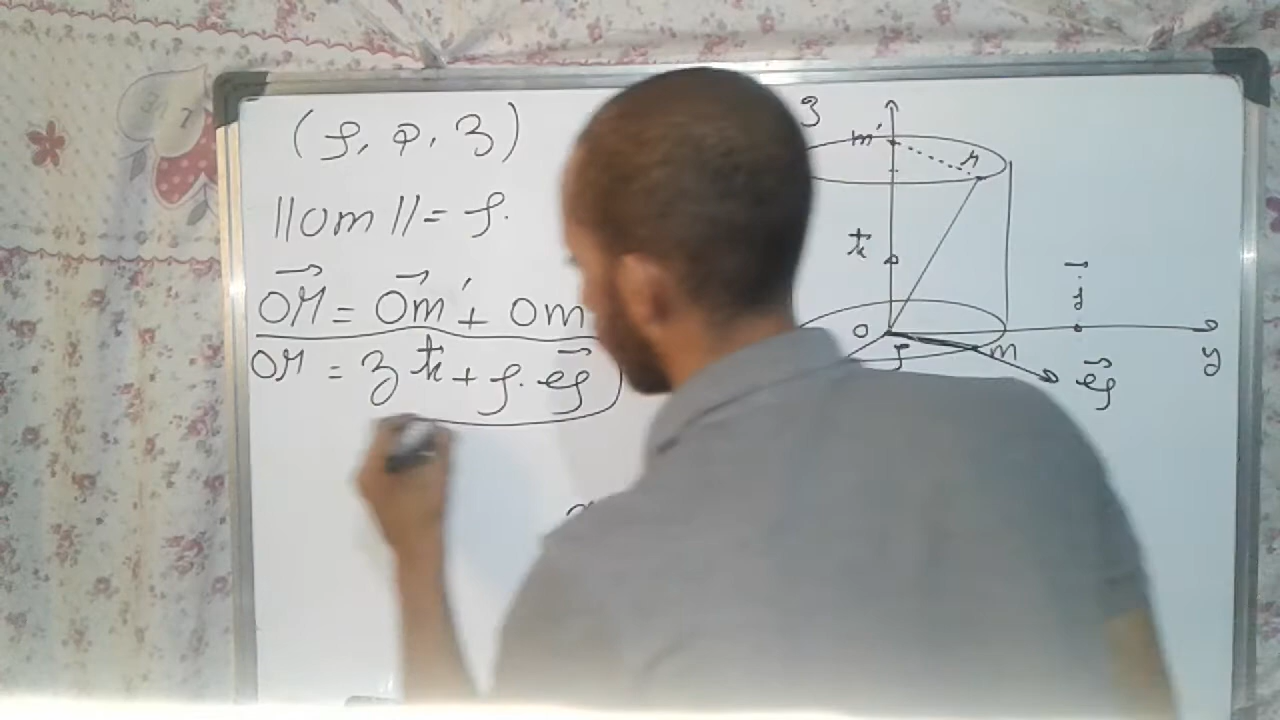 (ρ, φ, z)
||om|| = ρ.
OM = Om' + Om
OM = z k + ρ. eρ
z
m'
M
k
j
o
ρ
m
eρ
y